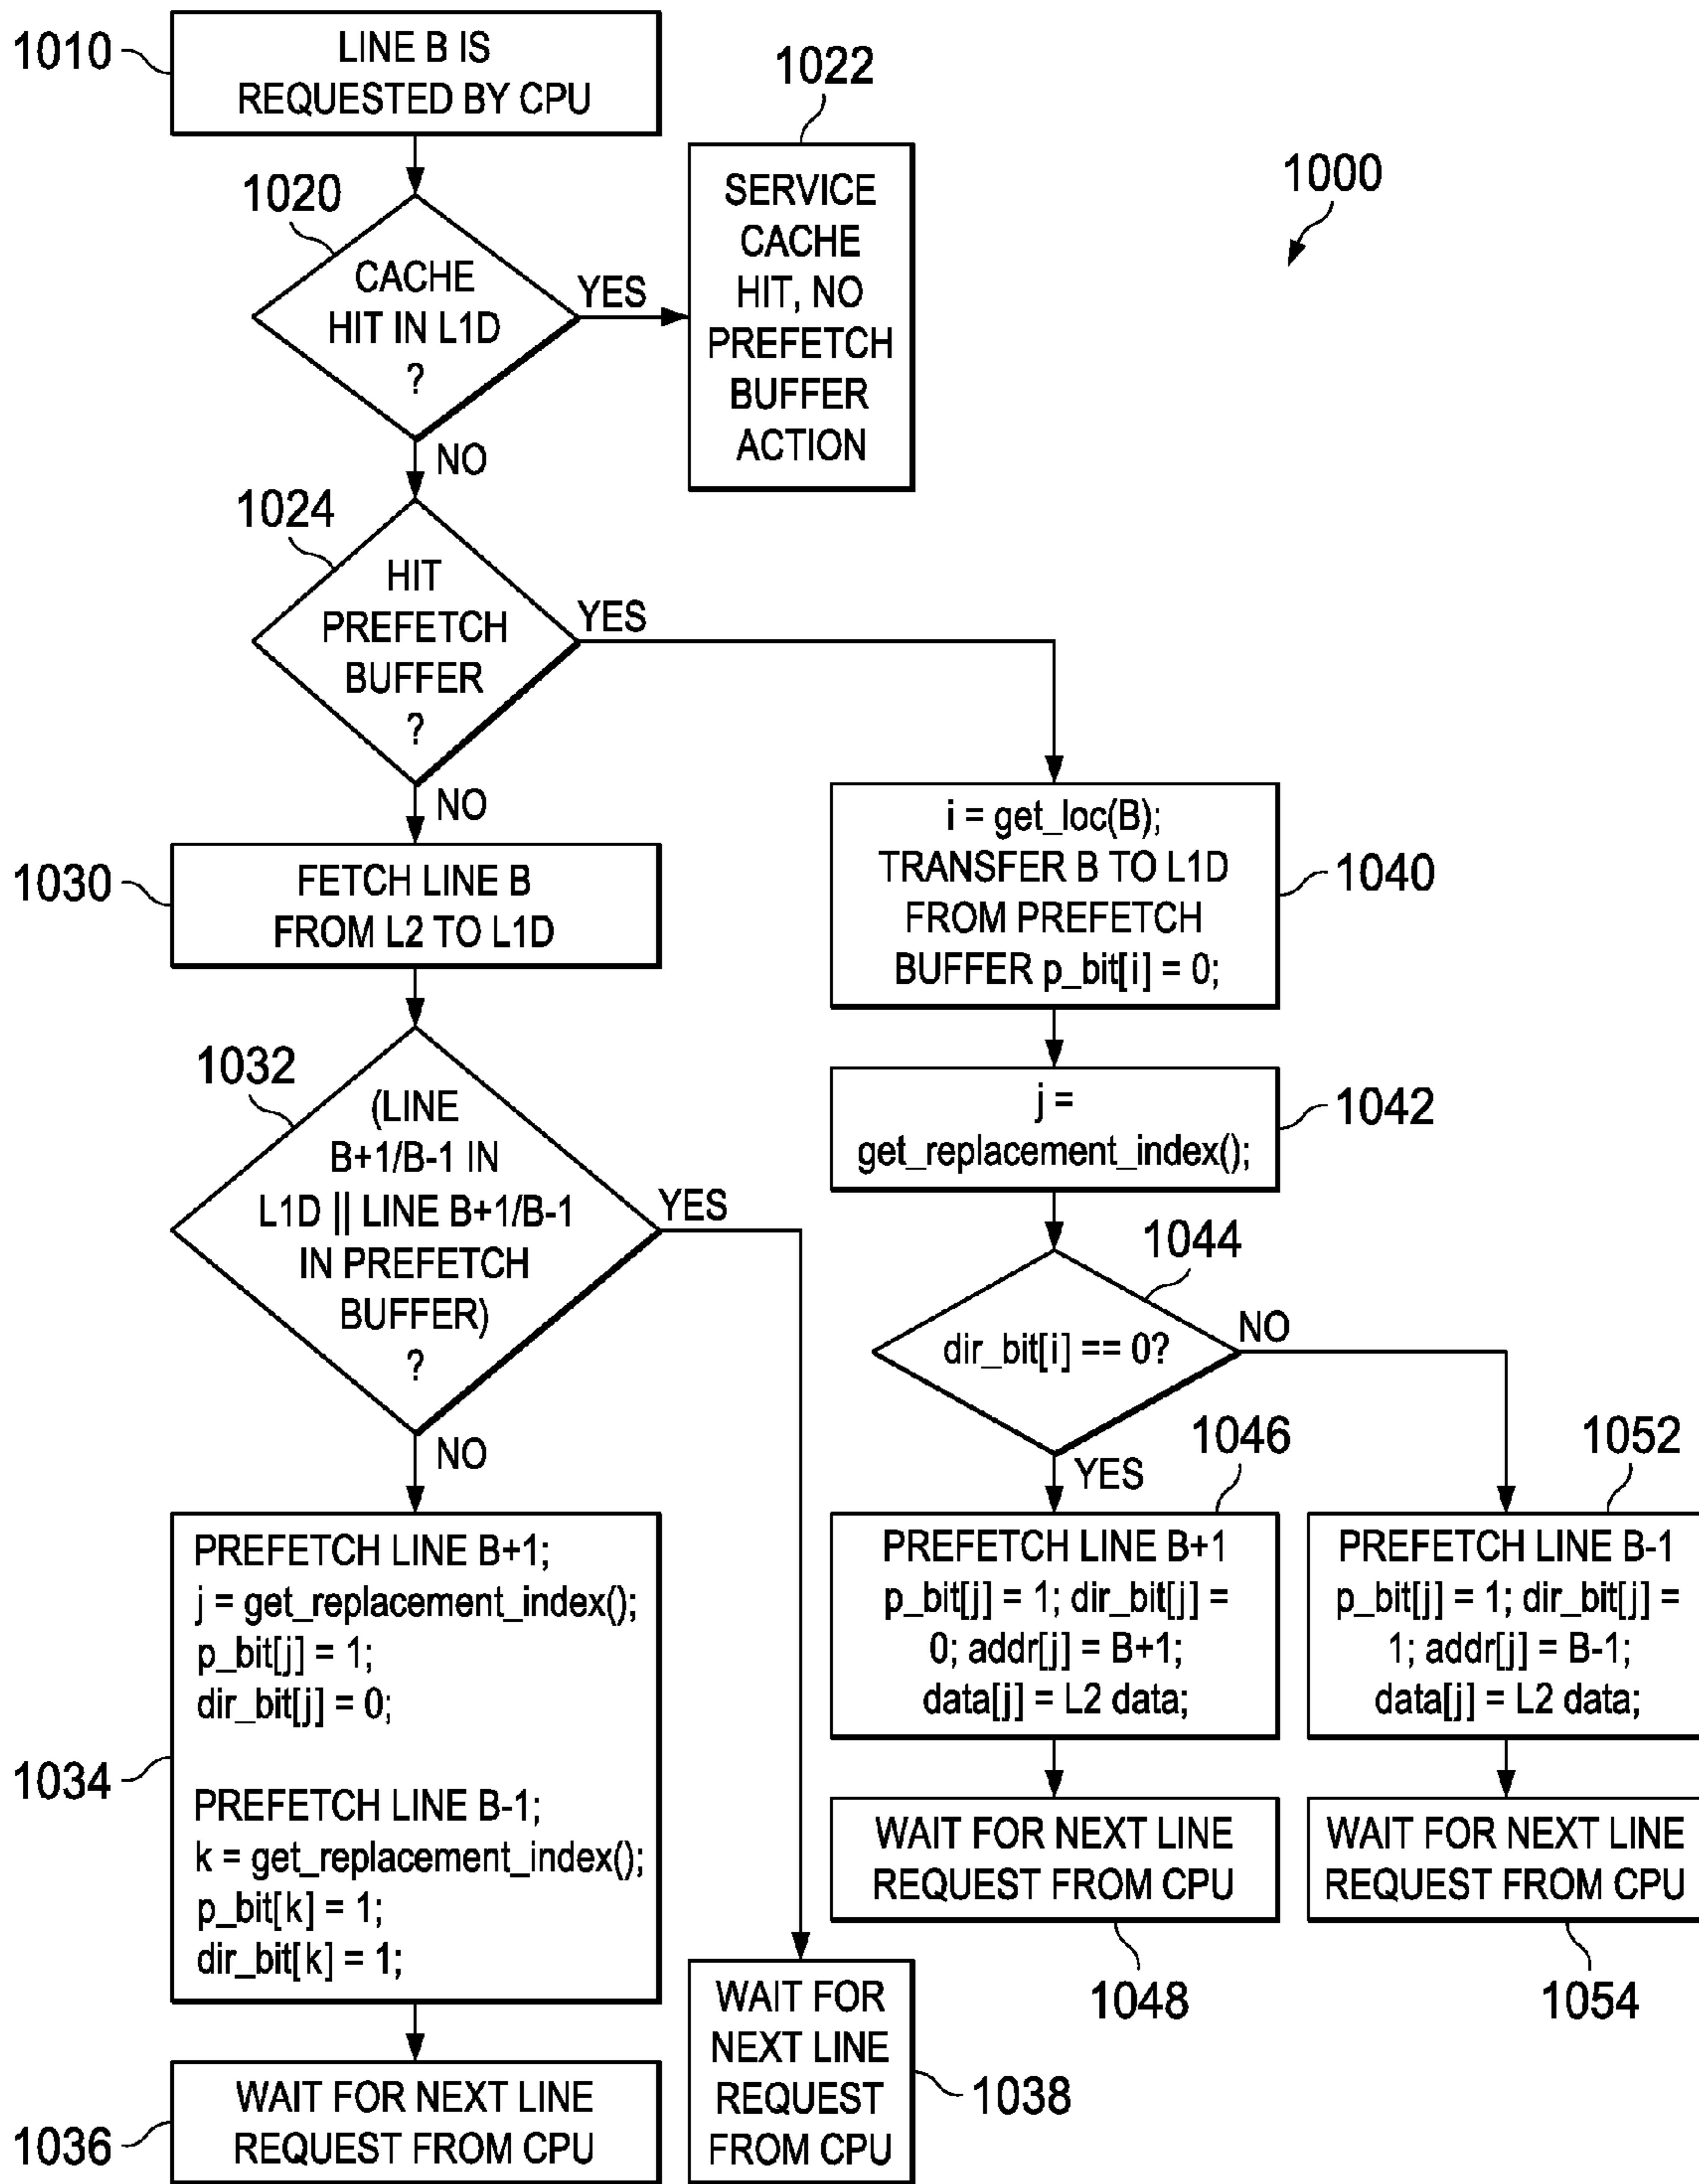 1010
LINE B IS
REQUESTED BY CPU
1022
SERVICE
CACHE
HIT, NO
PREFETCH
BUFFER
ACTION
1000
1020
CACHE
HIT IN L1D
?
YES
NO
1024
HIT
PREFETCH
BUFFER
?
YES
NO
1030
FETCH LINE B
FROM L2 TO L1D
1032
(LINE
B+1/B-1 IN
L1D || LINE B+1/B-1
IN PREFETCH
BUFFER)
?
YES
NO
1034
PREFETCH LINE B+1;
j = get_replacement_index();
p_bit[j] = 1;
dir_bit[j] = 0;
PREFETCH LINE B-1;
k = get_replacement_index();
p_bit[k] = 1;
dir_bit[k] = 1;
1036
WAIT FOR NEXT LINE
REQUEST FROM CPU
WAIT FOR
NEXT LINE
REQUEST
FROM CPU
1038
i = get_loc(B);
TRANSFER B TO L1D
FROM PREFETCH
BUFFER p_bit[i] = 0;
1040
j =
get_replacement_index();
1042
1044
dir_bit[i] == 0?
NO
YES
1046
PREFETCH LINE B+1
p_bit[j] = 1; dir_bit[j] =
0; addr[j] = B+1;
data[j] = L2 data;
WAIT FOR NEXT LINE
REQUEST FROM CPU
1048
1052
PREFETCH LINE B-1
p_bit[j] = 1; dir_bit[j] =
1; addr[j] = B-1;
data[j] = L2 data;
WAIT FOR NEXT LINE
REQUEST FROM CPU
1054